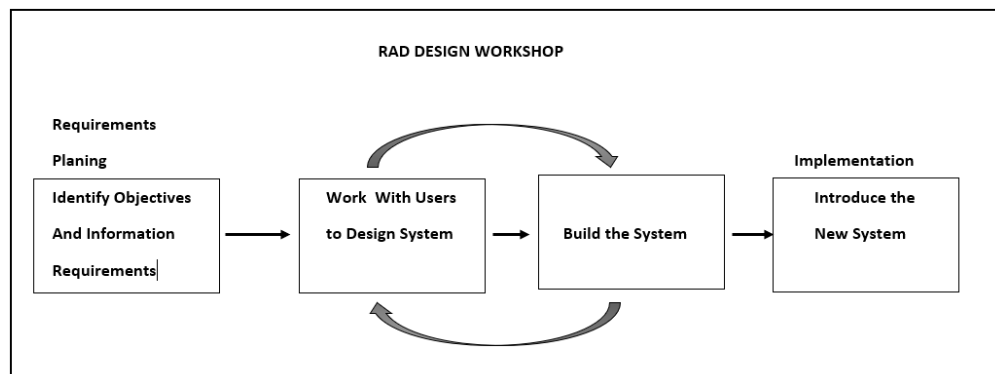 RAD DESIGN WORKSHOP
Requirements
Planing
Identify Objectives
And Information
Requirements
Work With Users
to Design System
Build the System
Implementation
Introduce the
New System